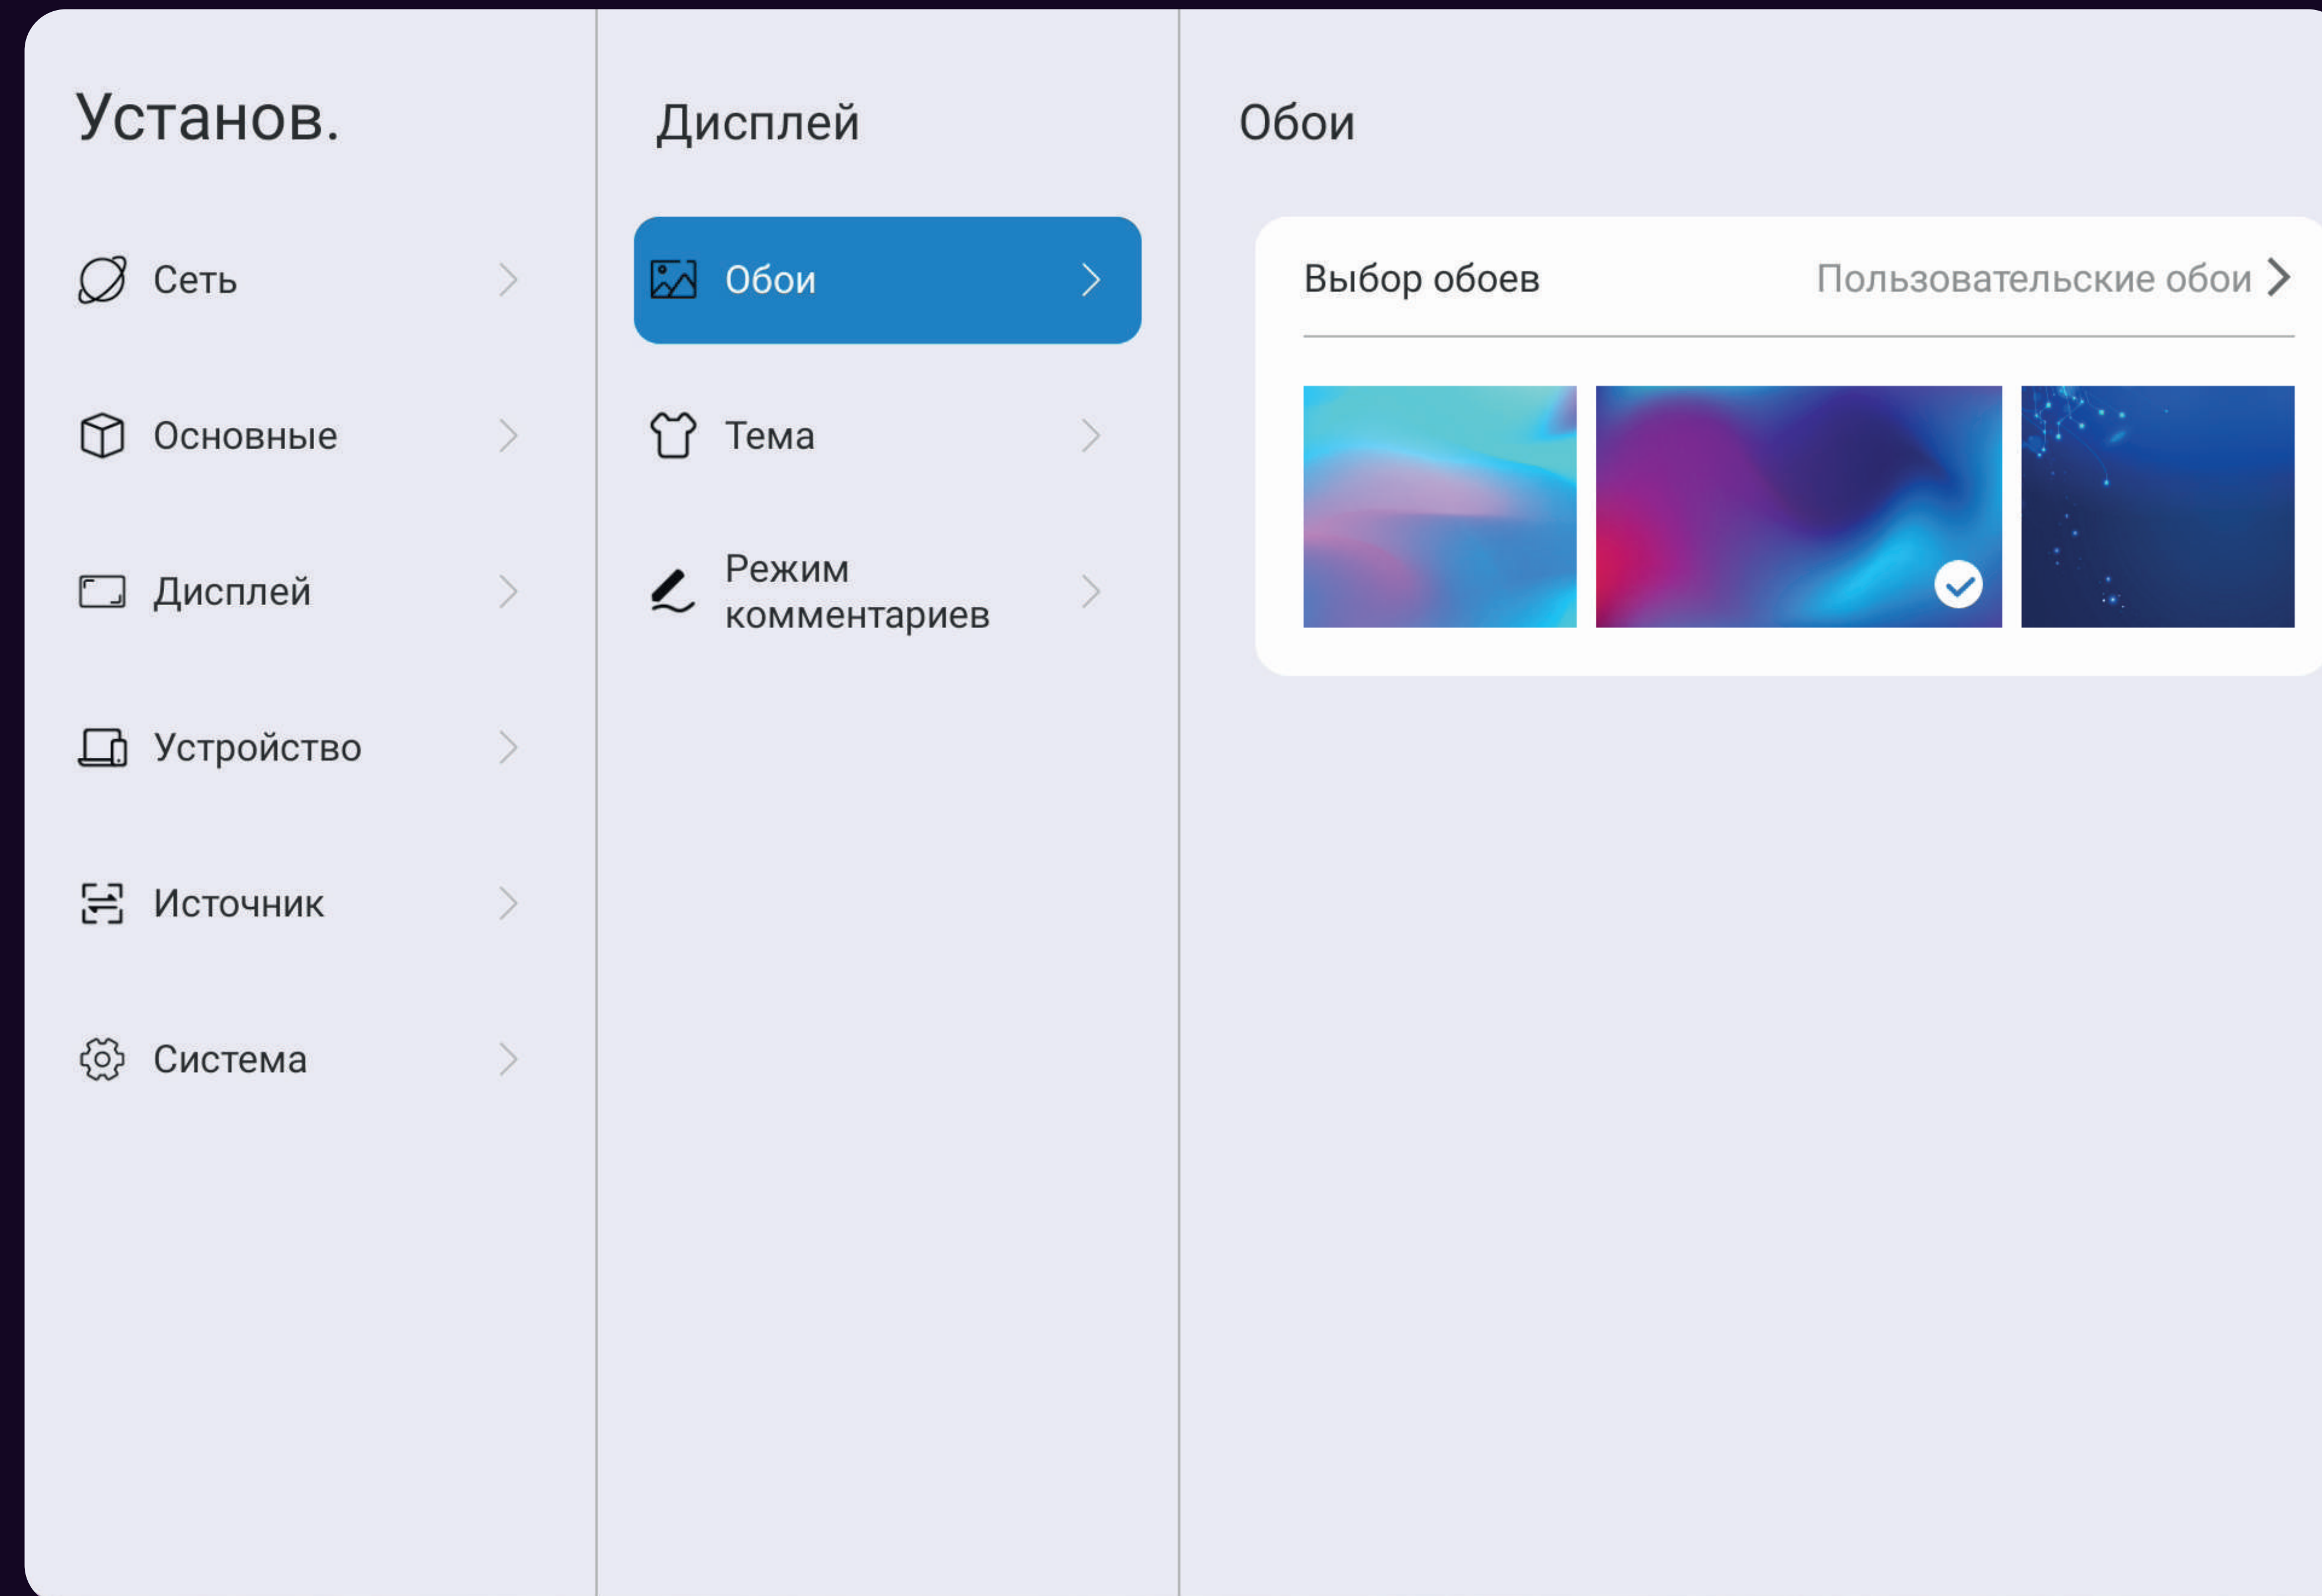 Установ.
Сеть
Основные
Дисплей
Устройство
Источник
Система
Дисплей
Обои
Тема
Режим
комментариев
Обои
Выбор обоев
Пользовательские обои